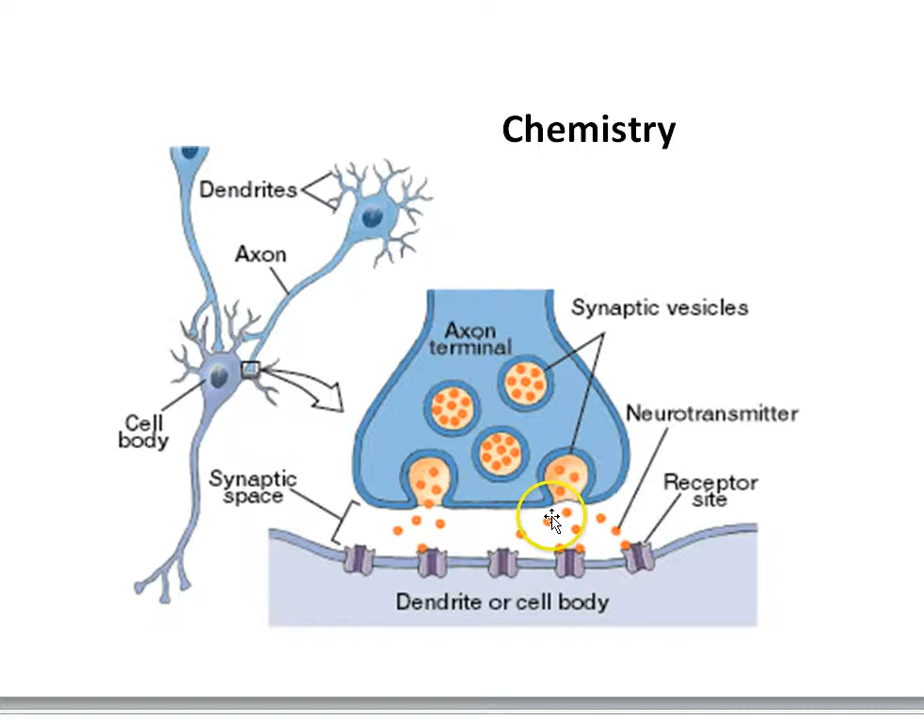 Chemistry
Dendrites
Axon
Synaptic vesicles
Axon
terminal
Neurotransmitter
Cell
body
Synaptic
space
Receptor
site
Dendrite or cell body